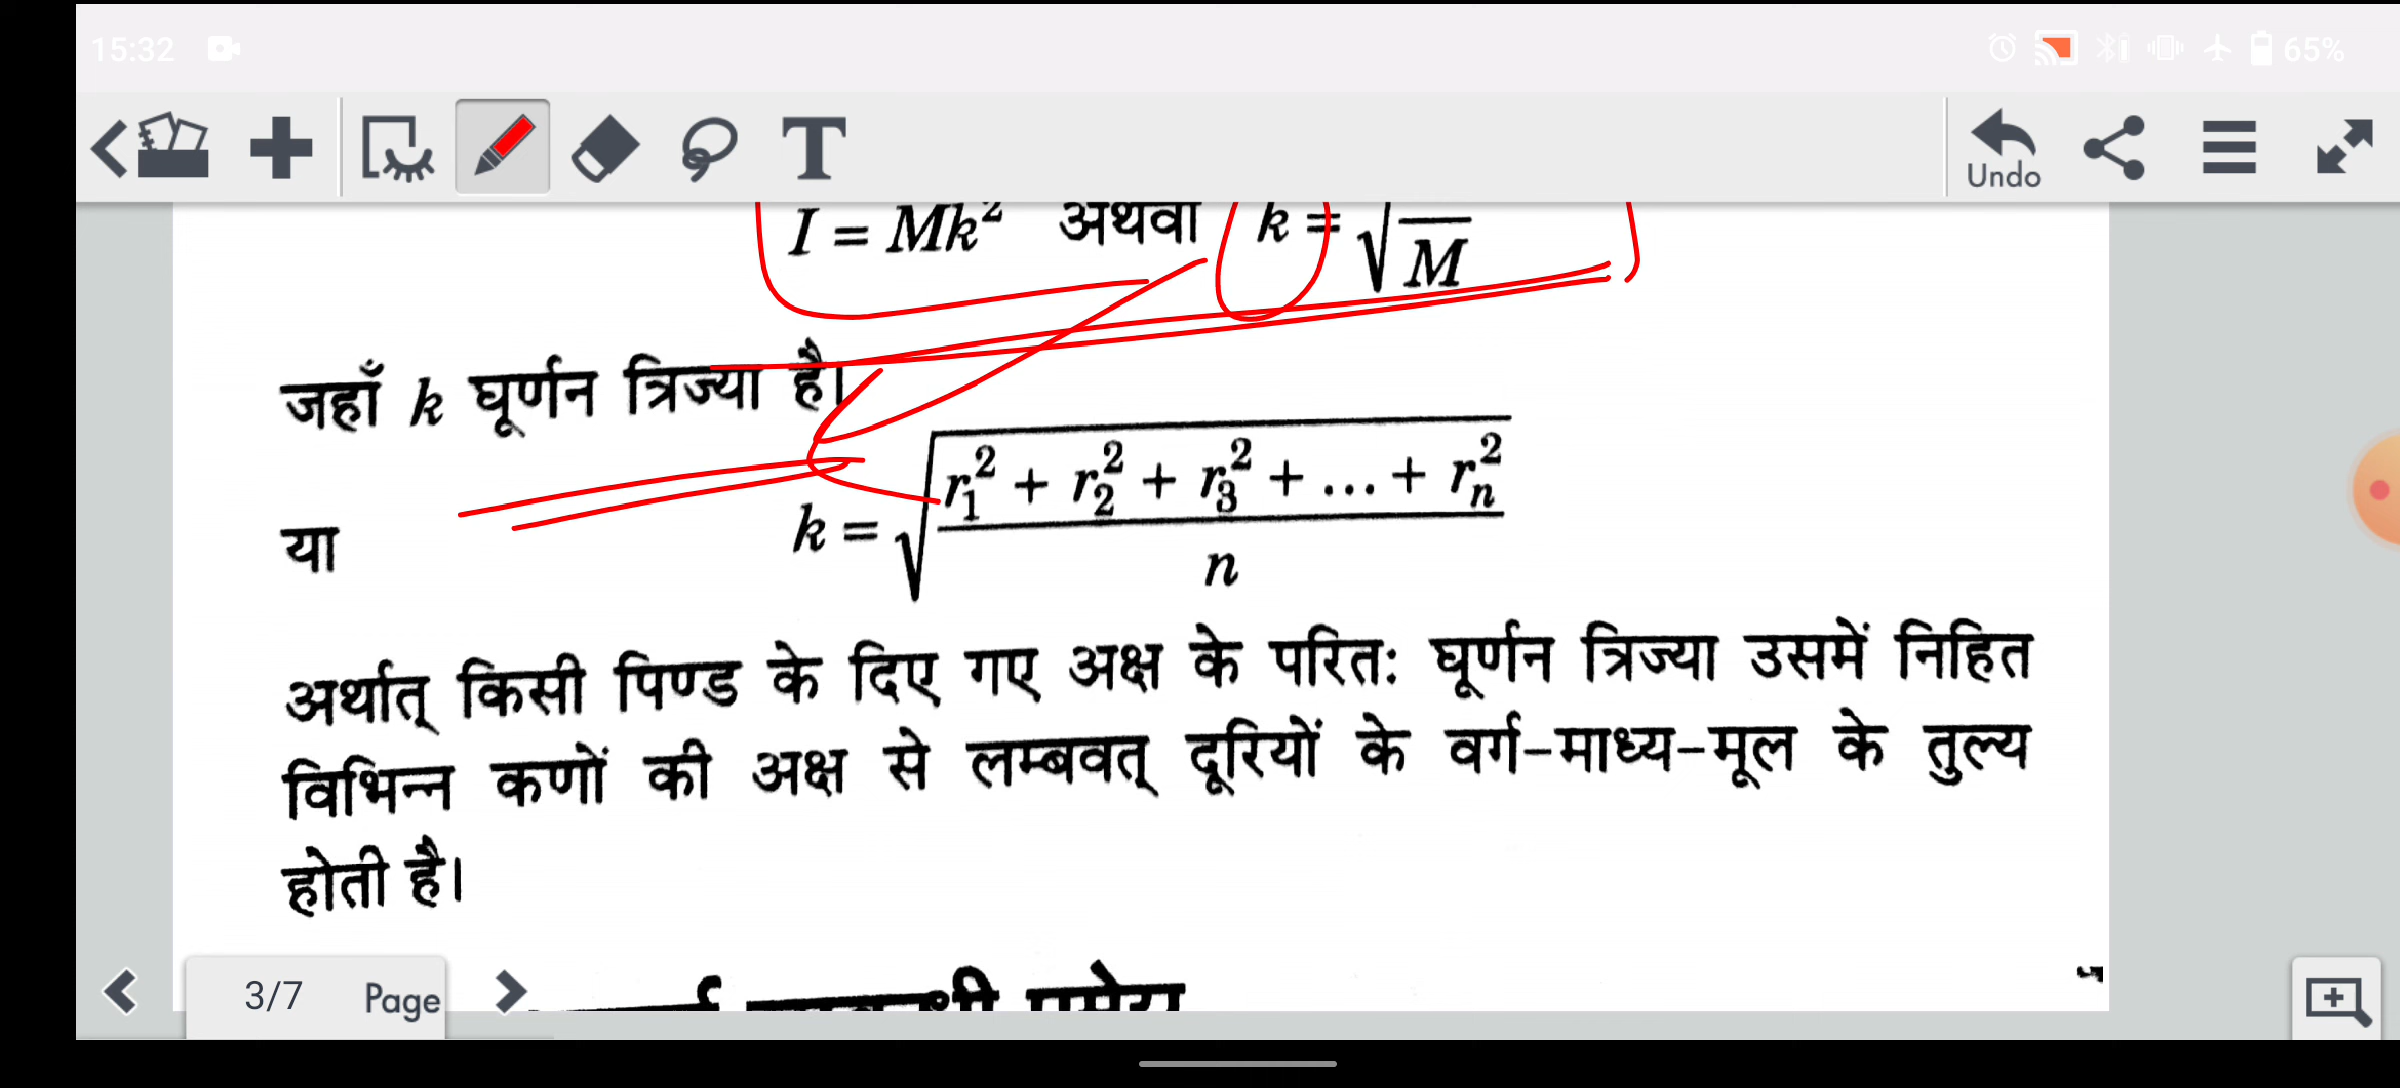 15:32 65%
Undo
I = Mk² अथवा k = √ M
जहाँ k घूर्णन त्रिज्या है।
या k = √ r₁² + r₂² + r₃² + ... + rₙ² / n
अर्थात् किसी पिण्ड के दिए गए अक्ष के परितः घूर्णन त्रिज्या उसमें निहित
विभिन्न कणों की अक्ष से लम्बवत् दूरियों के वर्ग-माध्य-मूल के तुल्य
होती है।
3/7 Page